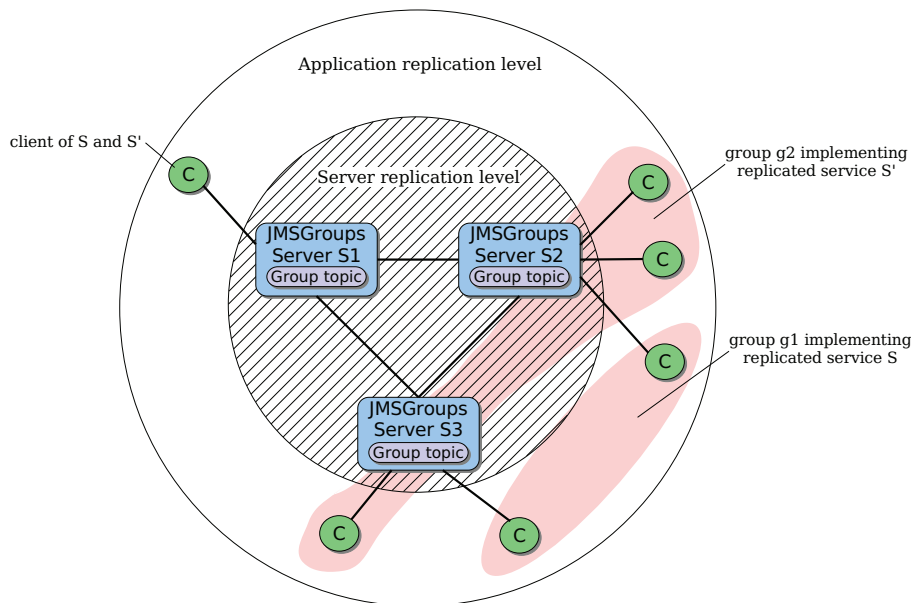 Application replication level
client of S and S'
group g2 implementing
replicated service S'
C
C
Server replication level
JMSGroups
Server S1
Group topic
JMSGroups
Server S2
Group topic
C
group g1 implementing
replicated service S
C
JMSGroups
Server S3
Group topic
C
C